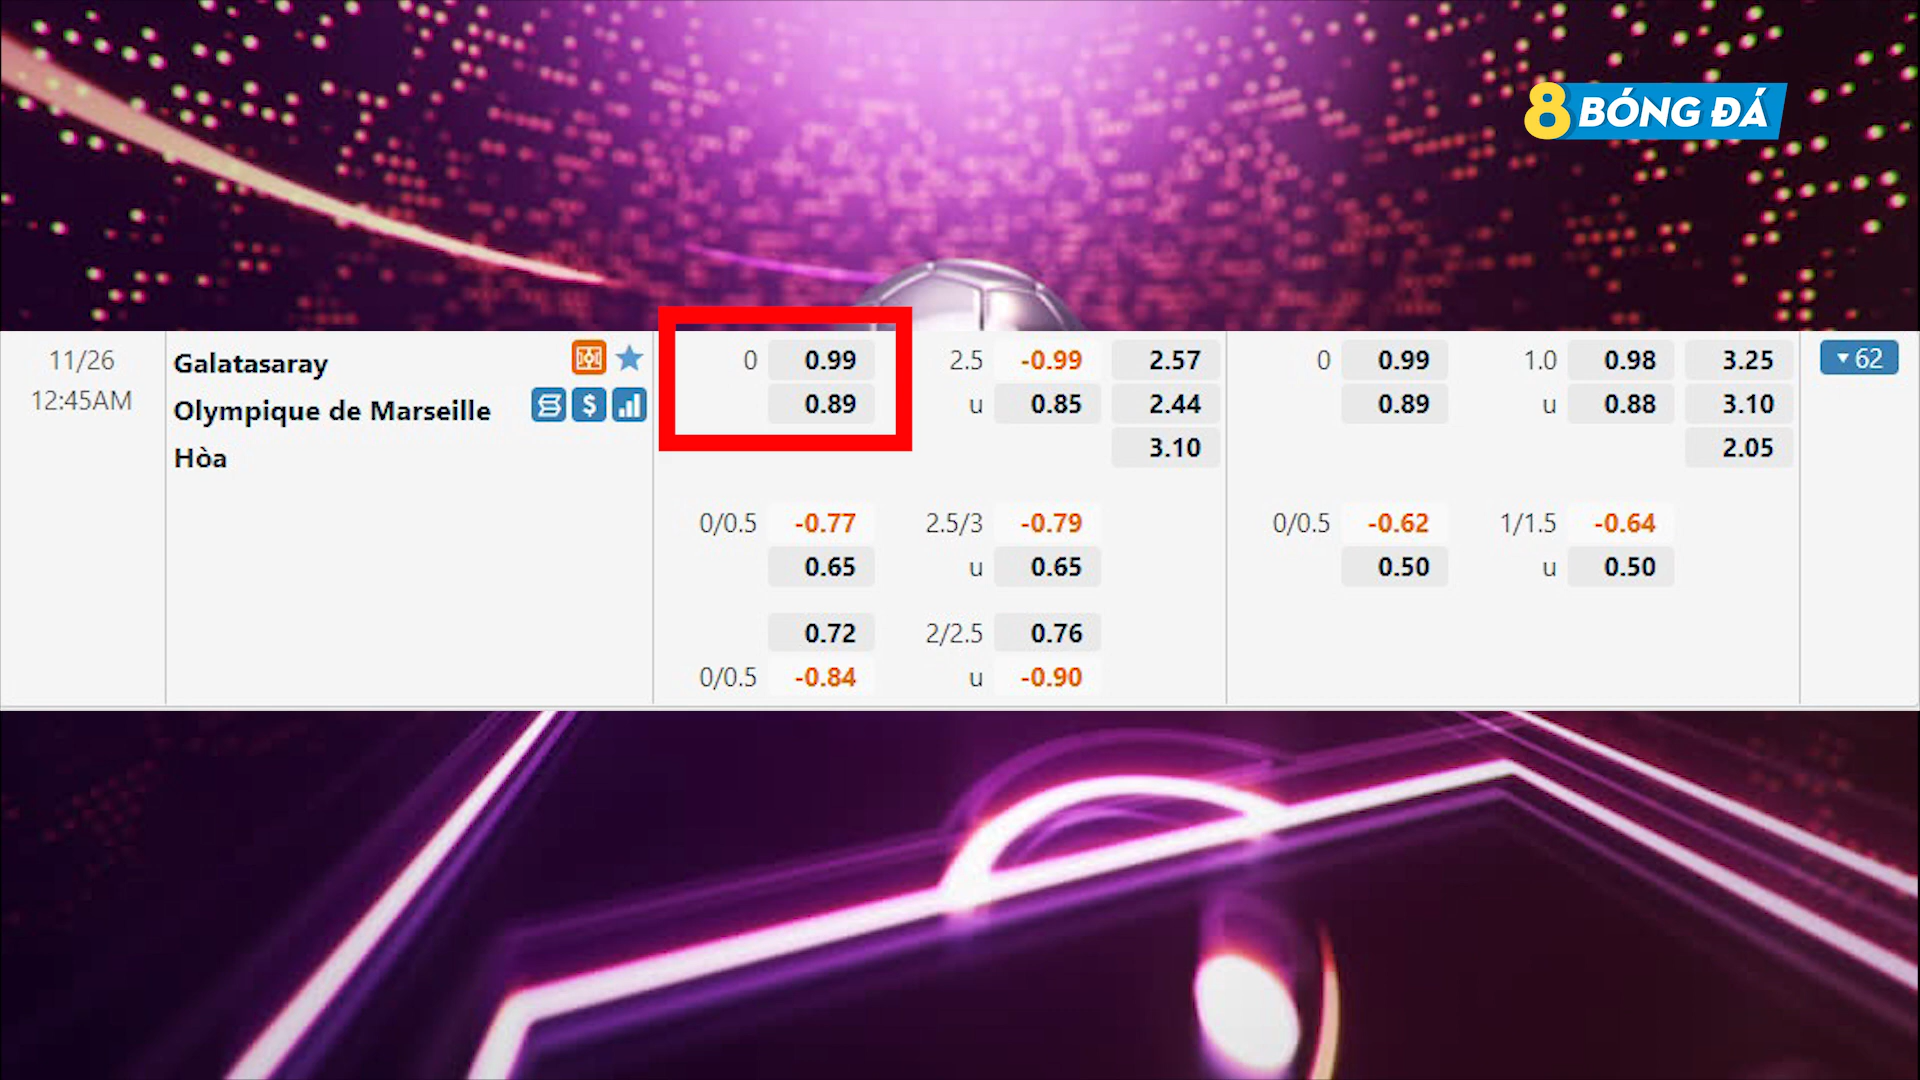 8 BÓNG ĐÁ
11/26 Galatasaray 0 0.99 2.5 -0.99 2.57 0 0.99 1.0 0.98 3.25 62
12:45AM Olympique de Marseille $ 0.89 u 0.85 2.44 0.89 u 0.88 3.10
Hòa 3.10 2.05
0/0.5 -0.77 2.5/3 -0.79 0/0.5 -0.62 1/1.5 -0.64
0.65 u 0.65 0.50 u 0.50
0.72 2/2.5 0.76
0/0.5 -0.84 u -0.90